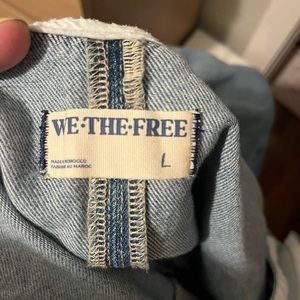 WE•THE•FREE
L
MADE IN MOROCCO
FABRIQUÉ AU MAROC